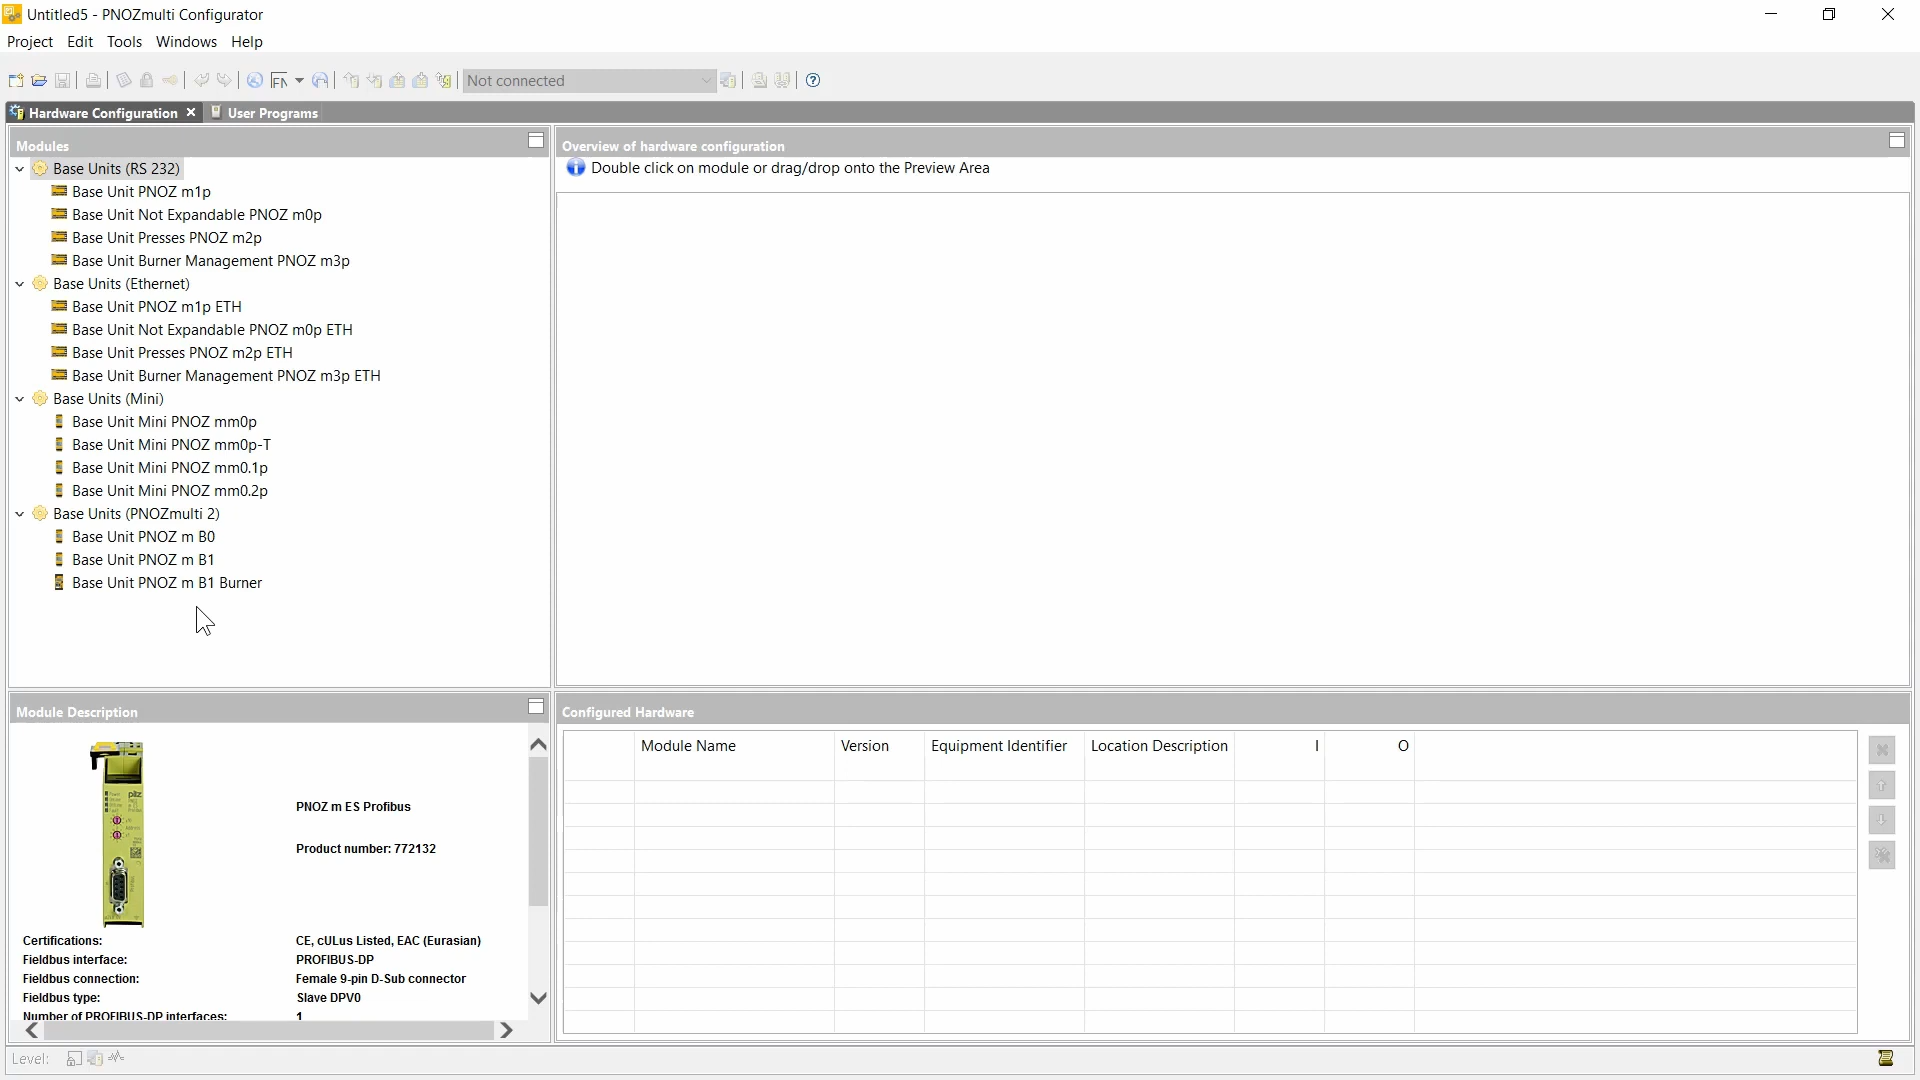 Untitled5 - PNOZmulti Configurator
Project Edit Tools Windows Help
EN
Not connected
Hardware Configuration
User Programs
Modules
Base Units (RS 232)
Base Unit PNOZ m1p
Base Unit Not Expandable PNOZ m0p
Base Unit Presses PNOZ m2p
Base Unit Burner Management PNOZ m3p
Base Units (Ethernet)
Base Unit PNOZ m1p ETH
Base Unit Not Expandable PNOZ m0p ETH
Base Unit Presses PNOZ m2p ETH
Base Unit Burner Management PNOZ m3p ETH
Base Units (Mini)
Base Unit Mini PNOZ mm0p
Base Unit Mini PNOZ mm0p-T
Base Unit Mini PNOZ mm0.1p
Base Unit Mini PNOZ mm0.2p
Base Units (PNOZmulti 2)
Base Unit PNOZ m B0
Base Unit PNOZ m B1
Base Unit PNOZ m B1 Burner
Overview of hardware configuration
Double click on module or drag/drop onto the Preview Area
Module Description
pilz
PNOZ m ES Profibus
Product number: 772132
Certifications: CE, cULus Listed, EAC (Eurasian)
Fieldbus interface: PROFIBUS-DP
Fieldbus connection: Female 9-pin D-Sub connector
Fieldbus type: Slave DPV0
Number of PROFIBUS-DP interfaces: 1
Configured Hardware
Module Name Version Equipment Identifier Location Description I O
Level: